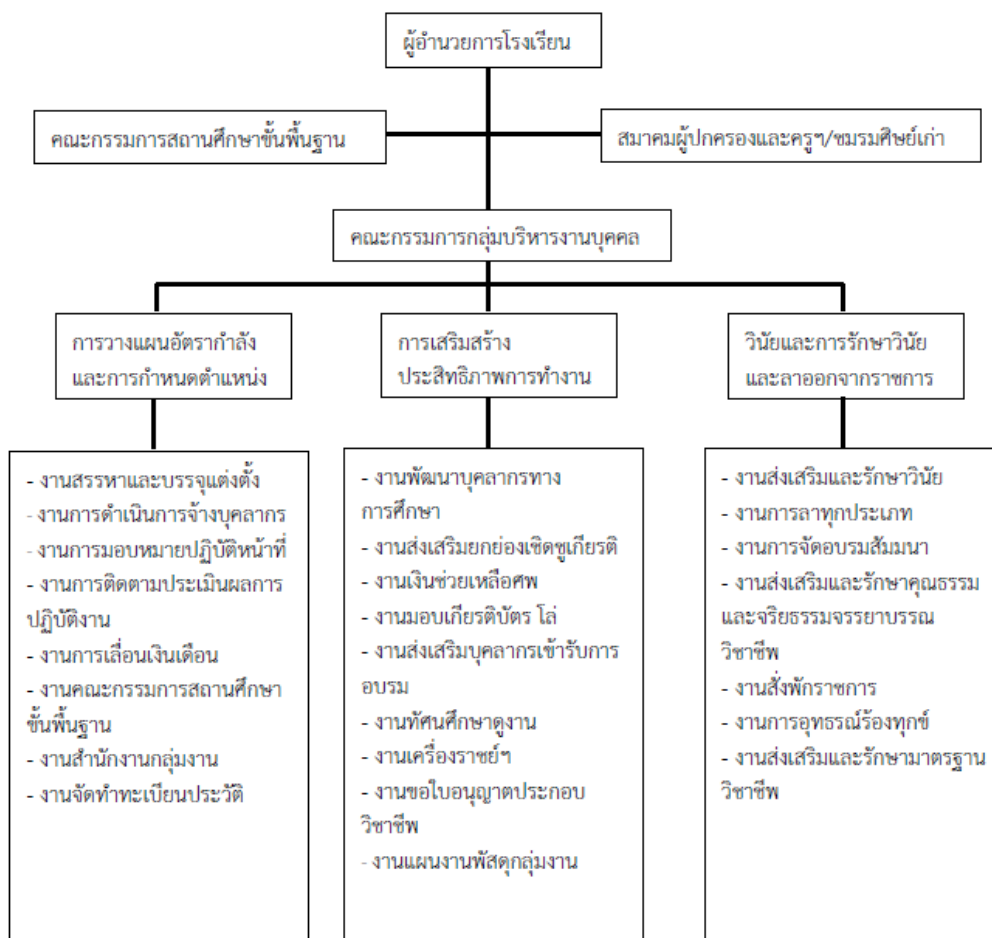 ผู้อำนวยการโรงเรียน
คณะกรรมการสถานศึกษาขั้นพื้นฐาน
สมาคมผู้ปกครองและครูฯ/ชมรมศิษย์เก่า
คณะกรรมการกลุ่มบริหารงานบุคคล
การวางแผนอัตรากำลัง
และการกำหนดตำแหน่ง
การเสริมสร้าง
ประสิทธิภาพการทำงาน
วินัยและการรักษาวินัย
และลาออกจากราชการ
- งานสรรหาและบรรจุแต่งตั้ง
- งานการดำเนินการจ้างบุคลากร
- งานการมอบหมายปฏิบัติหน้าที่
- งานการติดตามประเมินผลการ
ปฏิบัติงาน
- งานการเลื่อนเงินเดือน
- งานคณะกรรมการสถานศึกษา
ขั้นพื้นฐาน
- งานสำนักงานกลุ่มงาน
- งานจัดทำทะเบียนประวัติ
- งานพัฒนาบุคลากรทาง
การศึกษา
- งานส่งเสริมยกย่องเชิดชูเกียรติ
- งานเงินช่วยเหลือศพ
- งานมอบเกียรติบัตร โล่
- งานส่งเสริมบุคลากรเข้ารับการ
อบรม
- งานทัศนศึกษาดูงาน
- งานเครื่องราชย์ฯ
- งานขอใบอนุญาตประกอบ
วิชาชีพ
- งานแผนงานพัสดุกลุ่มงาน
- งานส่งเสริมและรักษาวินัย
- งานการลาทุกประเภท
- งานการจัดอบรมสัมมนา
- งานส่งเสริมและรักษาคุณธรรม
และจริยธรรมจรรยาบรรณ
วิชาชีพ
- งานสั่งพักราชการ
- งานการอุทธรณ์ร้องทุกข์
- งานส่งเสริมและรักษามาตรฐาน
วิชาชีพ